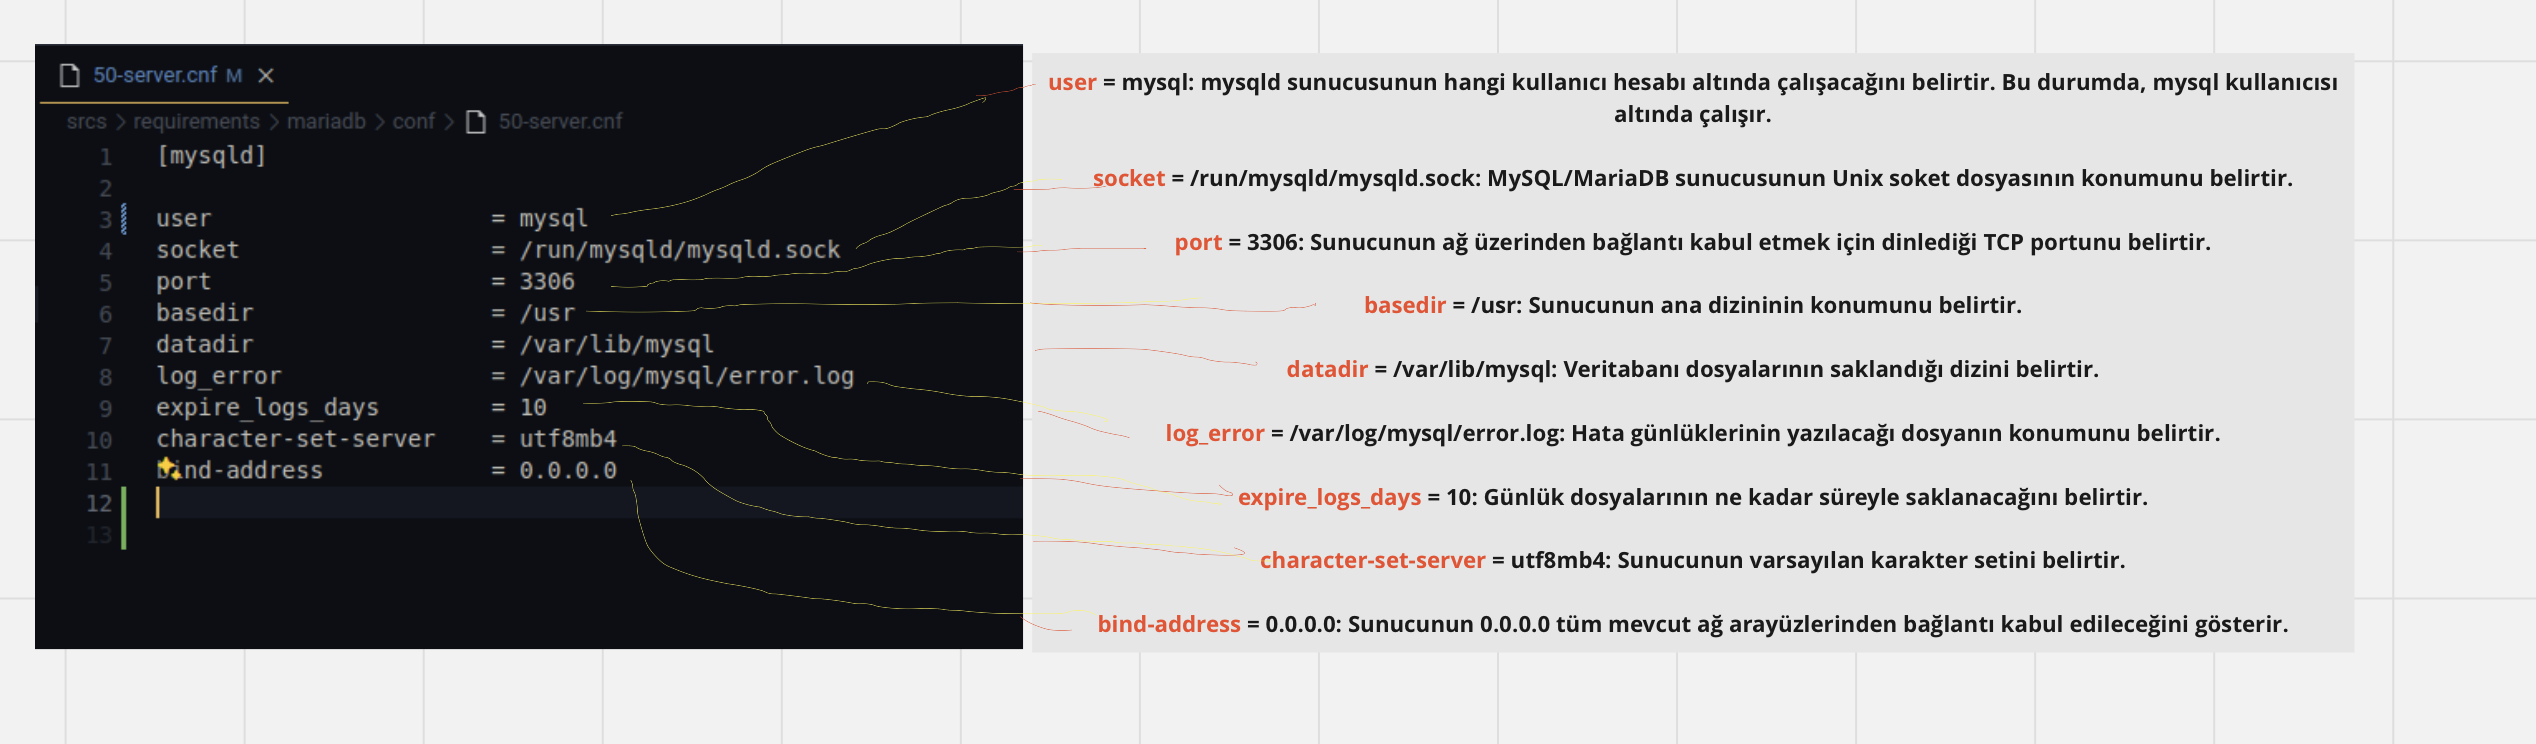 50-server.cnf M
srcs > requirements > mariadb > conf > 50-server.cnf
1 [mysqld]
2
3 user = mysql
4 socket = /run/mysqld/mysqld.sock
5 port = 3306
6 basedir = /usr
7 datadir = /var/lib/mysql
8 log_error = /var/log/mysql/error.log
9 expire_logs_days = 10
10 character-set-server = utf8mb4
11 bind-address = 0.0.0.0
12
13
user = mysql: mysqld sunucusunun hangi kullanıcı hesabı altında çalışacağını belirtir. Bu durumda, mysql kullanıcısı
altında çalışır.
socket = /run/mysqld/mysqld.sock: MySQL/MariaDB sunucusunun Unix soket dosyasının konumunu belirtir.
port = 3306: Sunucunun ağ üzerinden bağlantı kabul etmek için dinlediği TCP portunu belirtir.
basedir = /usr: Sunucunun ana dizininin konumunu belirtir.
datadir = /var/lib/mysql: Veritabanı dosyalarının saklandığı dizini belirtir.
log_error = /var/log/mysql/error.log: Hata günlüklerinin yazılacağı dosyanın konumunu belirtir.
expire_logs_days = 10: Günlük dosyalarının ne kadar süreyle saklanacağını belirtir.
character-set-server = utf8mb4: Sunucunun varsayılan karakter setini belirtir.
bind-address = 0.0.0.0: Sunucunun 0.0.0.0 tüm mevcut ağ arayüzlerinden bağlantı kabul edileceğini gösterir.